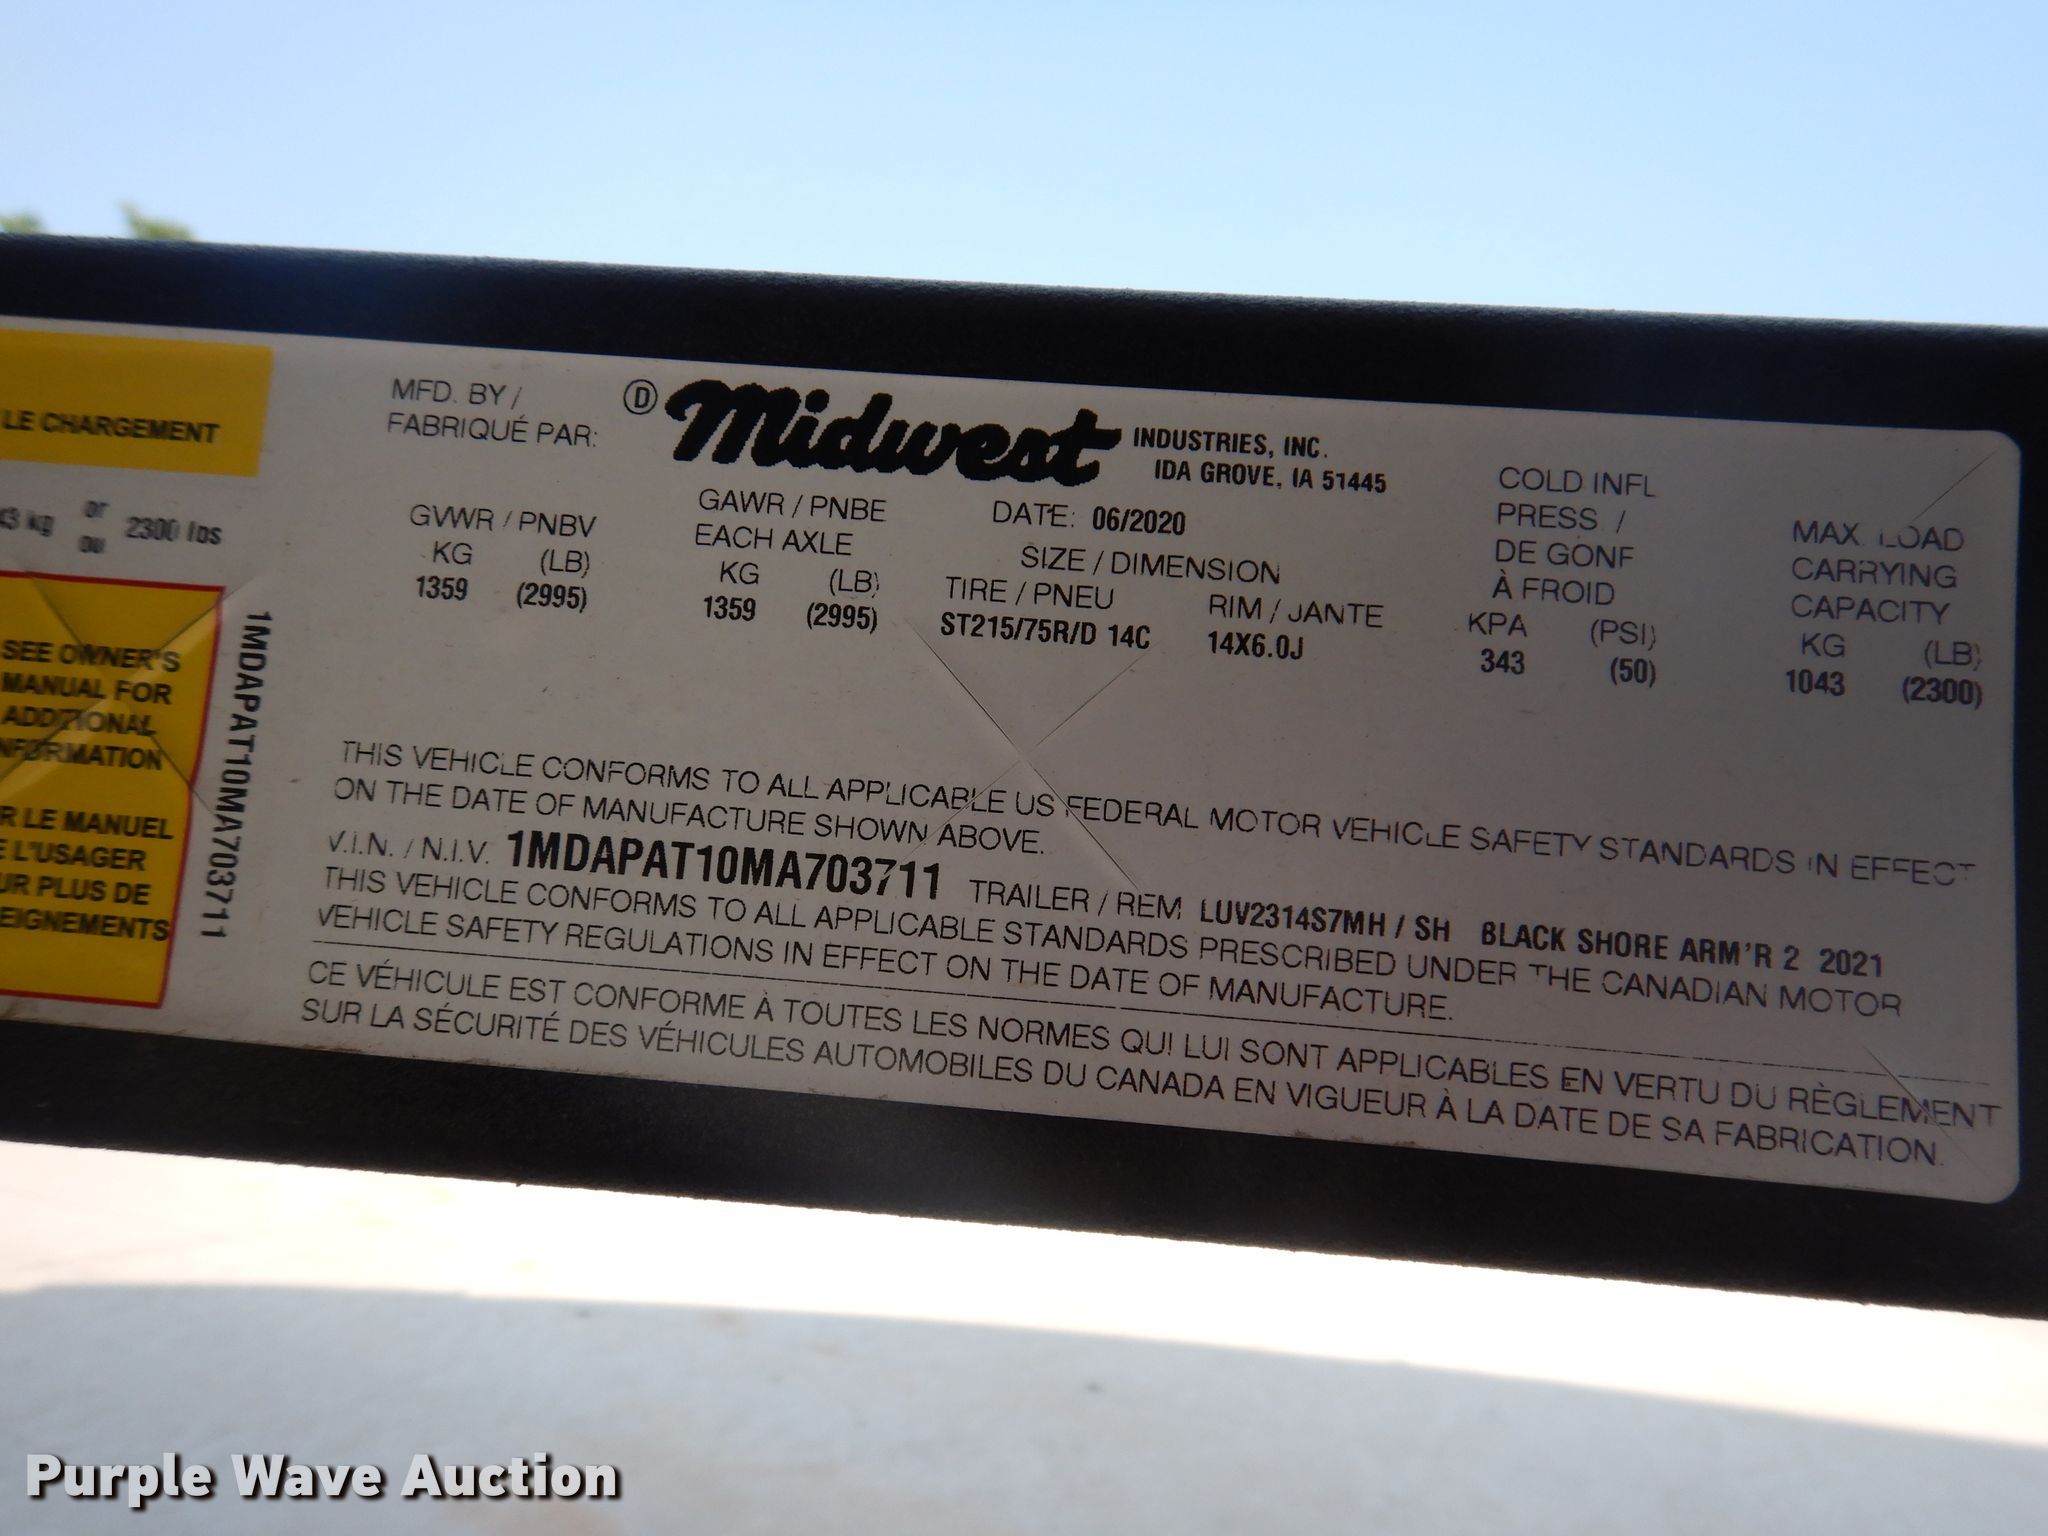 LE CHARGEMENT
43 kg or ou 2300 lbs
SEE OWNER'S
MANUAL FOR
ADDITIONAL
INFORMATION
R LE MANUEL
E L'USAGER
UR PLUS DE
EIGNEMENTS
1MDAPAT10MA703711
MFD. BY /
FABRIQUÉ PAR:
D Midwest INDUSTRIES, INC.
IDA GROVE, IA 51445
GVWR / PNBV
KG (LB)
1359 (2995)
GAWR / PNBE
EACH AXLE
KG (LB)
1359 (2995)
DATE: 06/2020
SIZE / DIMENSION
TIRE / PNEU RIM / JANTE
ST215/75R/D 14C 14X6.0J
COLD INFL
PRESS. /
DE GONF
À FROID
KPA (PSI)
343 (50)
MAX. LOAD
CARRYING
CAPACITY
KG (LB)
1043 (2300)
THIS VEHICLE CONFORMS TO ALL APPLICABLE US FEDERAL MOTOR VEHICLE SAFETY STANDARDS IN EFFECT
ON THE DATE OF MANUFACTURE SHOWN ABOVE.
V.I.N. / N.I.V. 1MDAPAT10MA703711 TRAILER / REM LUV2314S7MH / SH BLACK SHORE ARM'R 2 2021
THIS VEHICLE CONFORMS TO ALL APPLICABLE STANDARDS PRESCRIBED UNDER THE CANADIAN MOTOR
VEHICLE SAFETY REGULATIONS IN EFFECT ON THE DATE OF MANUFACTURE.
CE VÉHICULE EST CONFORME À TOUTES LES NORMES QUI LUI SONT APPLICABLES EN VERTU DU RÈGLEMENT
SUR LA SÉCURITÉ DES VÉHICULES AUTOMOBILES DU CANADA EN VIGUEUR À LA DATE DE SA FABRICATION.
Purple Wave Auction